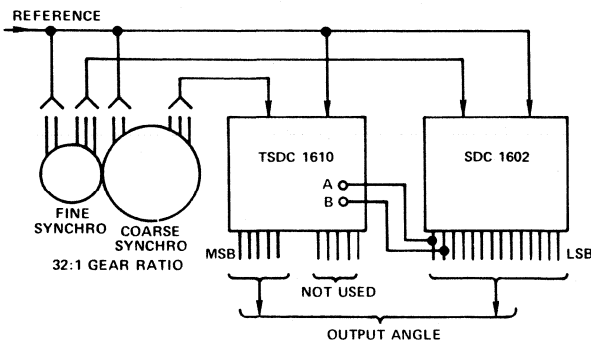 REFERENCE
TSDC 1610
SDC 1602
A
B
FINE
SYNCHRO
COARSE
SYNCHRO
32:1 GEAR RATIO
MSB
LSB
NOT USED
OUTPUT ANGLE